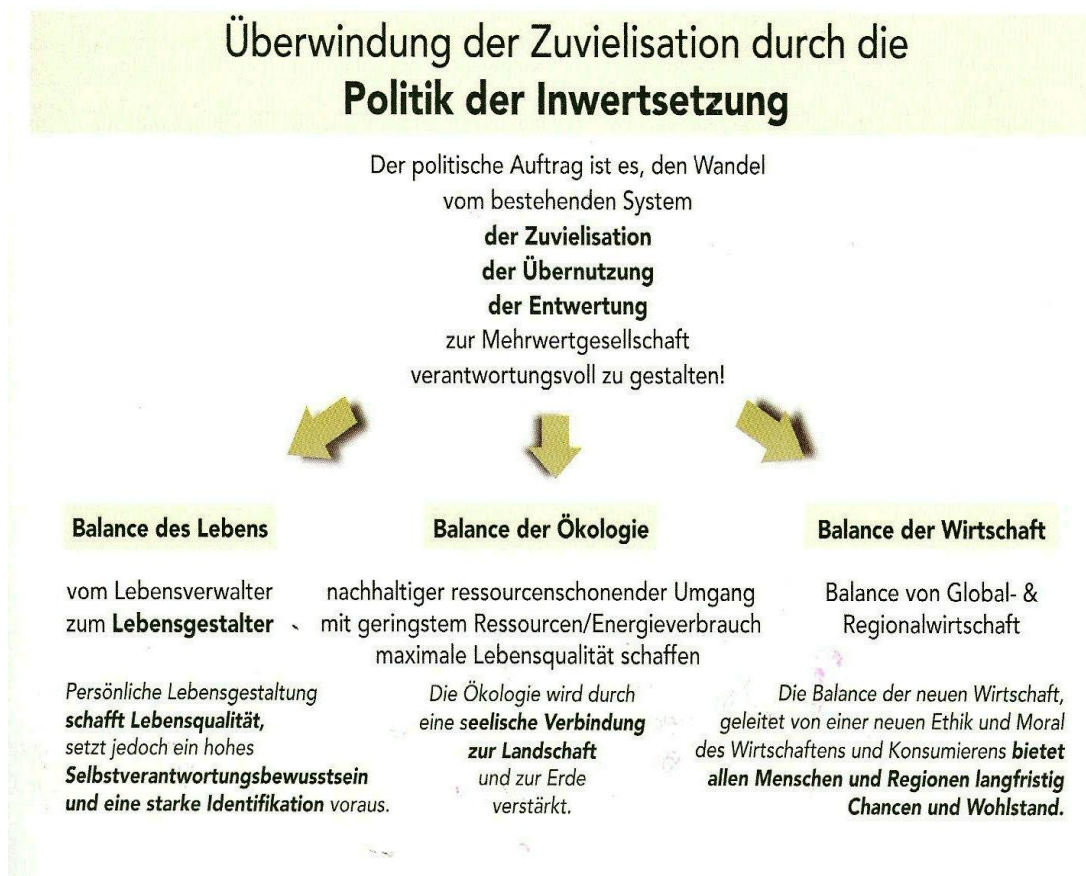 Überwindung der Zuvielisation durch die
Politik der Inwertsetzung
Der politische Auftrag ist es, den Wandel
vom bestehenden System
der Zuvielisation
der Übernutzung
der Entwertung
zur Mehrwertgesellschaft
verantwortungsvoll zu gestalten!
Balance des Lebens
vom Lebensverwalter
zum Lebensgestalter
Persönliche Lebensgestaltung
schafft Lebensqualität,
setzt jedoch ein hohes
Selbstverantwortungsbewusstsein
und eine starke Identifikation voraus.
Balance der Ökologie
nachhaltiger ressourcenschonender Umgang
mit geringstem Ressourcen/Energieverbrauch
maximale Lebensqualität schaffen
Die Ökologie wird durch
eine seelische Verbindung
zur Landschaft
und zur Erde
verstärkt.
Balance der Wirtschaft
Balance von Global- &
Regionalwirtschaft
Die Balance der neuen Wirtschaft,
geleitet von einer neuen Ethik und Moral
des Wirtschaftens und Konsumierens bietet
allen Menschen und Regionen langfristig
Chancen und Wohlstand.